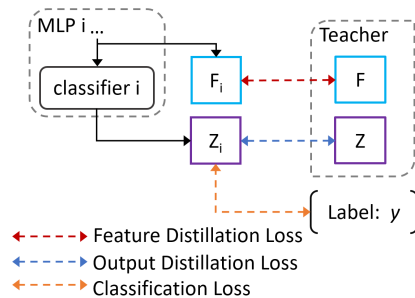 MLP i ...
Teacher
classifier i
Fᵢ
F
Zᵢ
Z
Label: y
Feature Distillation Loss
Output Distillation Loss
Classification Loss